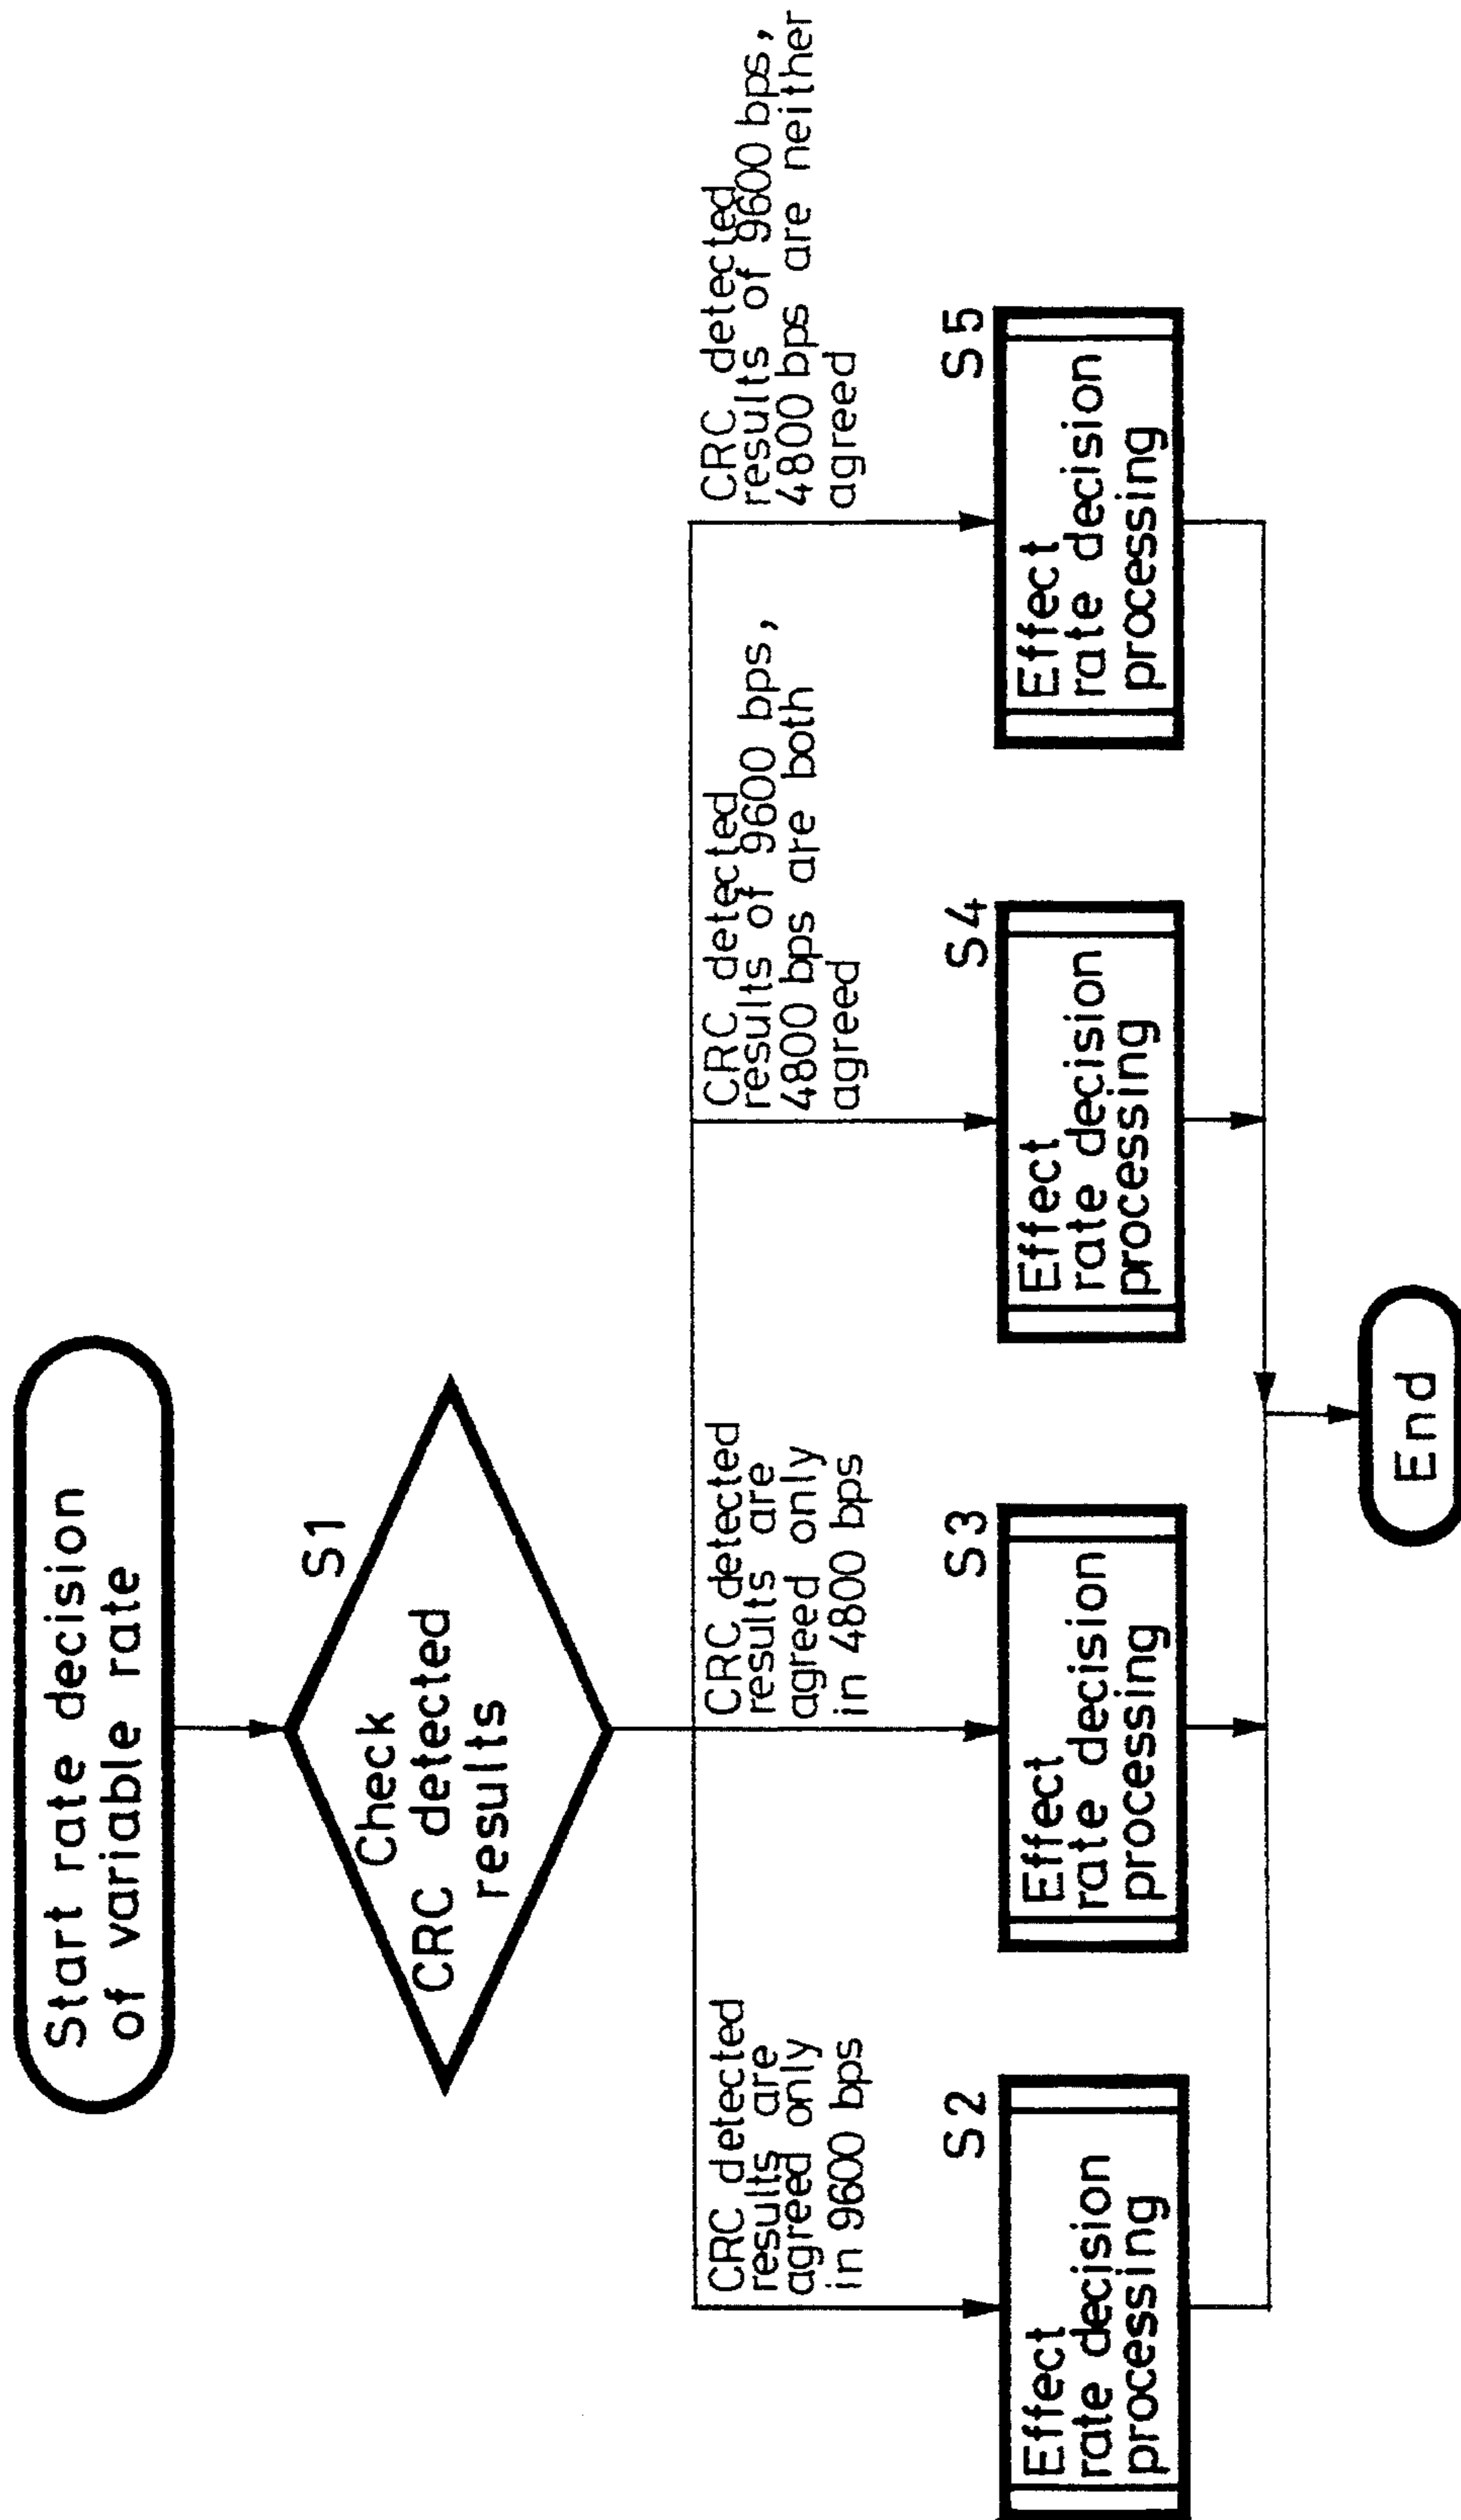 Start rate decision
of variable rate
S1
Check
CRC detected
results
CRC detected
results are
agreed only
in 9600 bps
CRC detected
results are
agreed only
in 4800 bps
CRC detected
results of 9600 bps,
4800 bps are both
agreed
CRC detected
results of 9600 bps,
4800 bps are neither
agreed
S2
Effect
rate decision
processing
S3
Effect
rate decision
processing
S4
Effect
rate decision
processing
S5
Effect
rate decision
processing
End